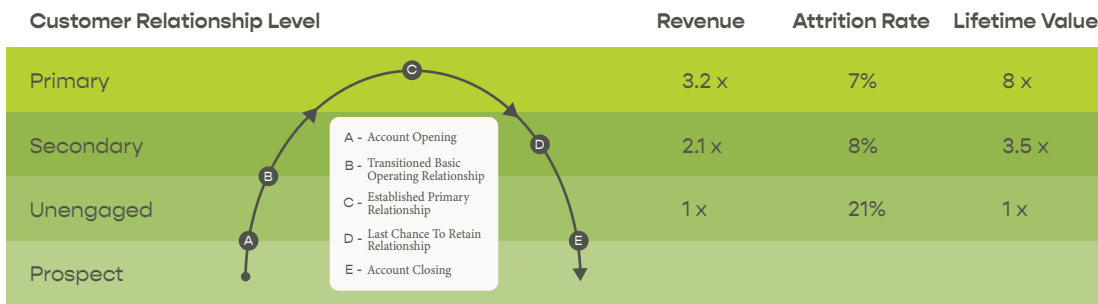 Customer Relationship Level Revenue Attrition Rate Lifetime Value
Primary 3.2 x 7% 8 x
C
A - Account Opening
B - Transitioned Basic
Operating Relationship
C - Established Primary
Relationship
D - Last Chance To Retain
Relationship
E - Account Closing
Secondary 2.1 x 8% 3.5 x
D
B
Unengaged 1 x 21% 1 x
A
E
Prospect